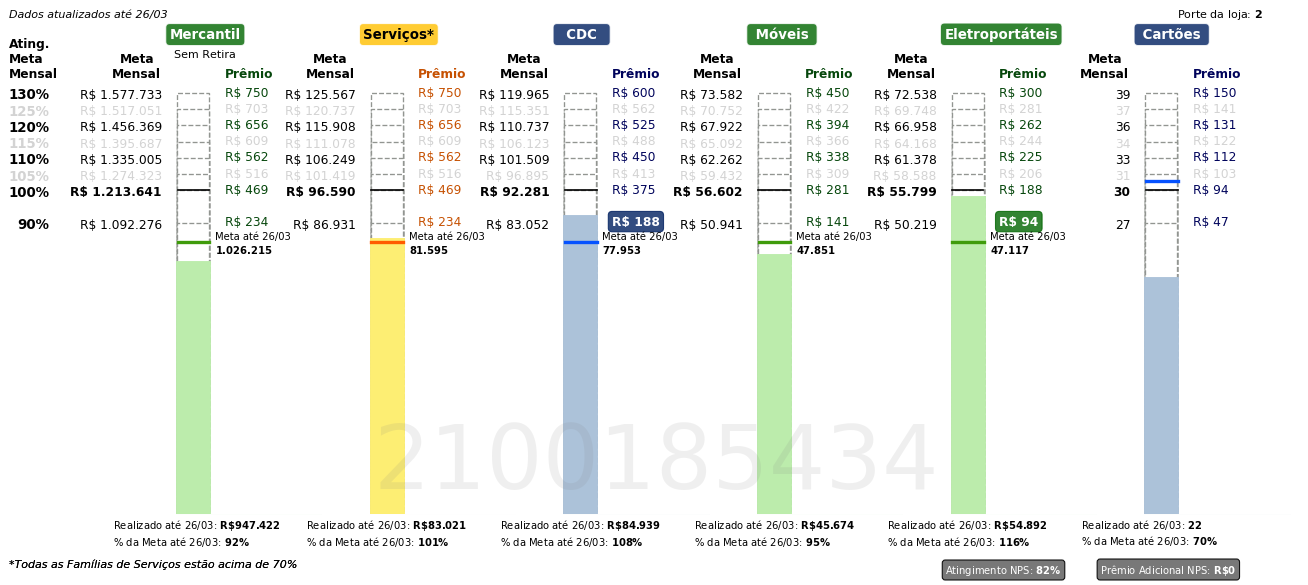 Dados atualizados até 26/03 Porte da loja: 2
Mercantil Serviços* CDC Móveis Eletroportáteis Cartões
Ating. Sem Retira
Meta Meta Meta Meta Meta Meta Meta
Mensal Mensal Prêmio Mensal Prêmio Mensal Prêmio Mensal Prêmio Mensal Prêmio Mensal Prêmio
130% R$ 1.577.733 R$ 750 R$ 125.567 R$ 750 R$ 119.965 R$ 600 R$ 73.582 R$ 450 R$ 72.538 R$ 300 39 R$ 150
125% R$ 1.517.051 R$ 703 R$ 120.737 R$ 703 R$ 115.351 R$ 562 R$ 70.752 R$ 422 R$ 69.748 R$ 281 37 R$ 141
120% R$ 1.456.369 R$ 656 R$ 115.908 R$ 656 R$ 110.737 R$ 525 R$ 67.922 R$ 394 R$ 66.958 R$ 262 36 R$ 131
115% R$ 1.395.687 R$ 609 R$ 111.078 R$ 609 R$ 106.123 R$ 488 R$ 65.092 R$ 366 R$ 64.168 R$ 244 34 R$ 122
110% R$ 1.335.005 R$ 562 R$ 106.249 R$ 562 R$ 101.509 R$ 450 R$ 62.262 R$ 338 R$ 61.378 R$ 225 33 R$ 112
105% R$ 1.274.323 R$ 516 R$ 101.419 R$ 516 R$ 96.895 R$ 413 R$ 59.432 R$ 309 R$ 58.588 R$ 206 31 R$ 103
100% R$ 1.213.641 R$ 469 R$ 96.590 R$ 469 R$ 92.281 R$ 375 R$ 56.602 R$ 281 R$ 55.799 R$ 188 30 R$ 94
90% R$ 1.092.276 R$ 234 R$ 86.931 R$ 234 R$ 83.052 R$ 188 R$ 50.941 R$ 141 R$ 50.219 R$ 94 27 R$ 47
Meta até 26/03 Meta até 26/03 Meta até 26/03 Meta até 26/03 Meta até 26/03
1.026.215 81.595 77.953 47.851 47.117
2100185434
Realizado até 26/03: R$947.422 Realizado até 26/03: R$83.021 Realizado até 26/03: R$84.939 Realizado até 26/03: R$45.674 Realizado até 26/03: R$54.892 Realizado até 26/03: 22
% da Meta até 26/03: 92% % da Meta até 26/03: 101% % da Meta até 26/03: 108% % da Meta até 26/03: 95% % da Meta até 26/03: 116% % da Meta até 26/03: 70%
*Todas as Famílias de Serviços estão acima de 70% Atingimento NPS: 82% Prêmio Adicional NPS: R$0